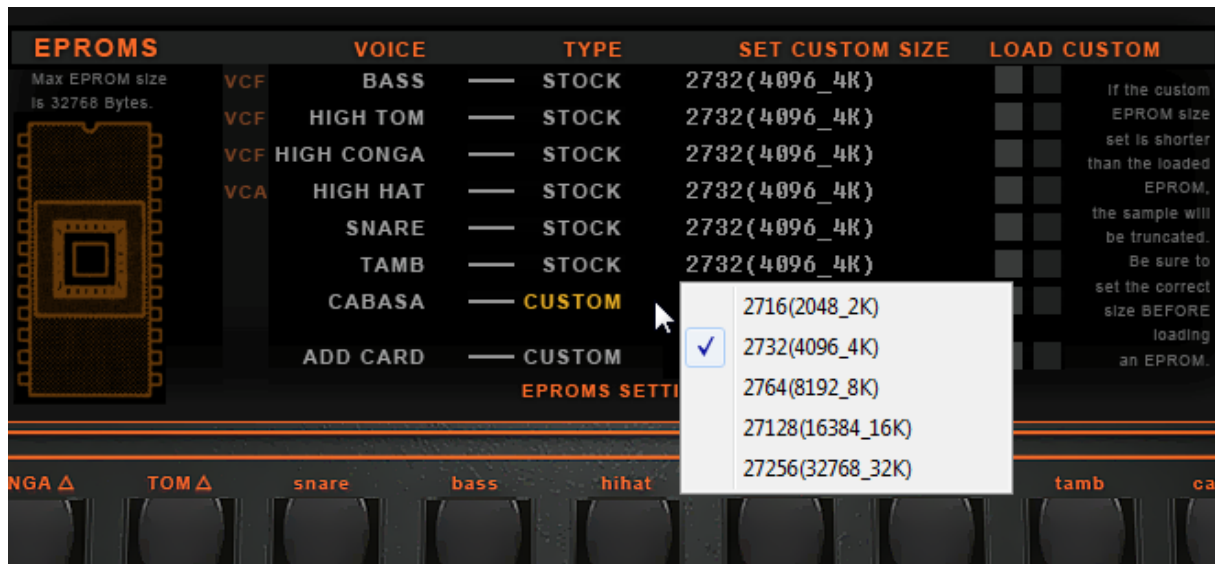 EPROMS VOICE TYPE SET CUSTOM SIZE LOAD CUSTOM
Max EPROM size
Is 32768 Bytes.
VCF BASS STOCK 2732(4096_4K)
VCF HIGH TOM STOCK 2732(4096_4K)
VCF HIGH CONGA STOCK 2732(4096_4K)
VCA HIGH HAT STOCK 2732(4096_4K)
SNARE STOCK 2732(4096_4K)
TAMB STOCK 2732(4096_4K)
CABASA CUSTOM
ADD CARD CUSTOM
EPROMS SETTI
2716(2048_2K)
2732(4096_4K)
2764(8192_8K)
27128(16384_16K)
27256(32768_32K)
If the custom
EPROM size
set is shorter
than the loaded
EPROM,
the sample will
be truncated.
Be sure to
set the correct
size BEFORE
loading
an EPROM.
NGA △ TOM △ snare bass hihat tamb ca